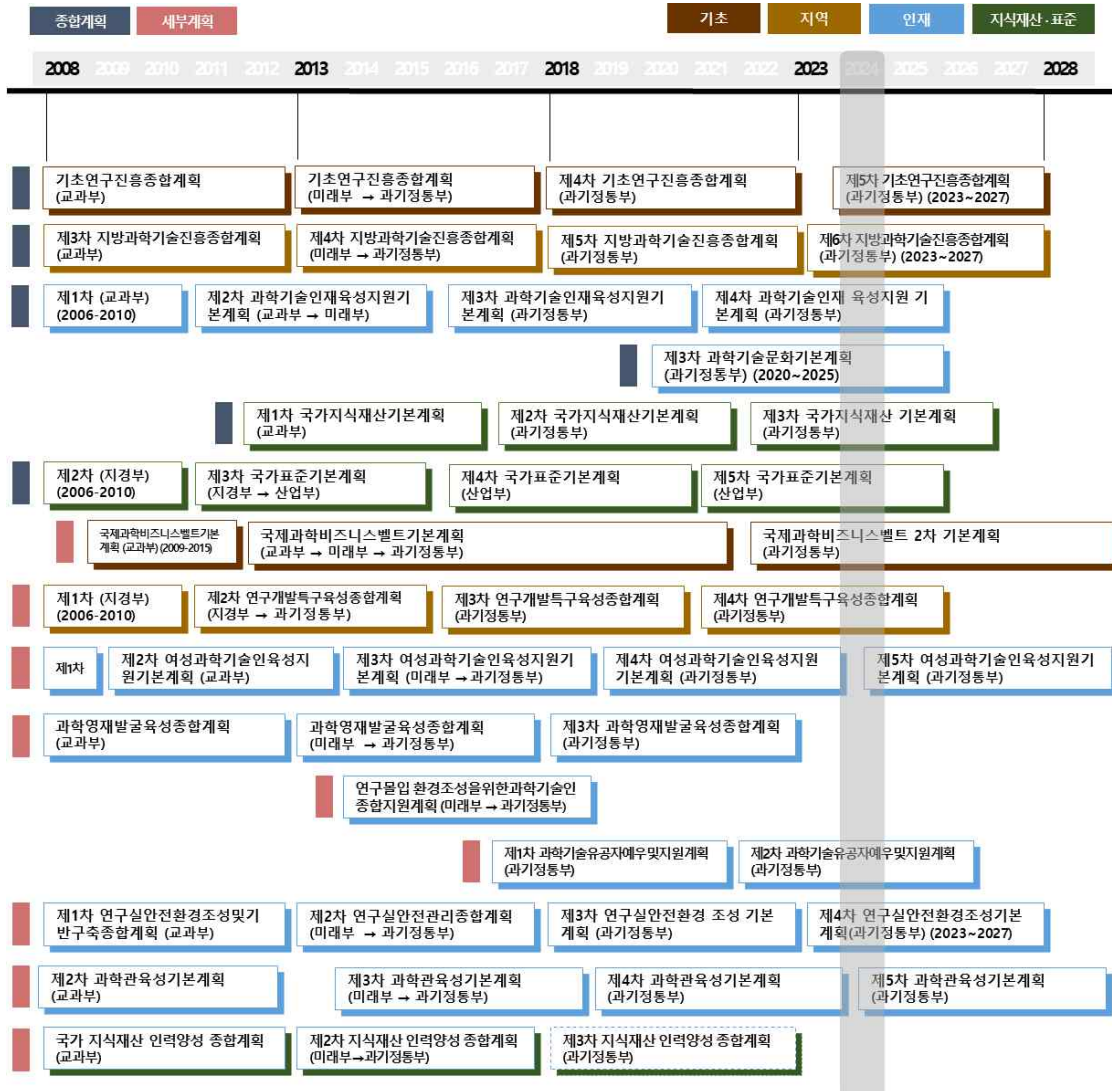 종합계획 세부계획 기초 지역 인재 지식재산·표준
2008 2009 2010 2011 2012 2013 2014 2015 2016 2017 2018 2019 2020 2021 2022 2023 2024 2025 2026 2027 2028
기초연구진흥종합계획
(교과부)
기초연구진흥종합계획
(미래부 → 과기정통부)
제4차 기초연구진흥종합계획
(과기정통부)
제5차 기초연구진흥종합계획
(과기정통부) (2023~2027)
제3차 지방과학기술진흥종합계획
(교과부)
제4차 지방과학기술진흥종합계획
(미래부 → 과기정통부)
제5차 지방과학기술진흥종합계획
(과기정통부)
제6차 지방과학기술진흥종합계획
(과기정통부) (2023~2027)
제1차 (교과부)
(2006-2010)
제2차 과학기술인재육성지원기
본계획 (교과부 → 미래부)
제3차 과학기술인재육성지원기
본계획 (과기정통부)
제4차 과학기술인재 육성지원 기
본계획 (과기정통부)
제3차 과학기술문화기본계획
(과기정통부) (2020~2025)
제1차 국가지식재산기본계획
(교과부)
제2차 국가지식재산기본계획
(과기정통부)
제3차 국가지식재산 기본계획
(과기정통부)
제2차 (지경부)
(2006-2010)
제3차 국가표준기본계획
(지경부 → 산업부)
제4차 국가표준기본계획
(산업부)
제5차 국가표준기본계획
(산업부)
국제과학비즈니스벨트기본
계획 (교과부) (2009-2015)
국제과학비즈니스벨트기본계획
(교과부 → 미래부 → 과기정통부)
국제과학비즈니스벨트 2차 기본계획
(과기정통부)
제1차 (지경부)
(2006-2010)
제2차 연구개발특구육성종합계획
(지경부 → 과기정통부)
제3차 연구개발특구육성종합계획
(과기정통부)
제4차 연구개발특구육성종합계획
(과기정통부)
제1차
제2차 여성과학기술인육성지
원기본계획 (교과부)
제3차 여성과학기술인육성지원기
본계획 (미래부 → 과기정통부)
제4차 여성과학기술인육성지원
기본계획 (과기정통부)
제5차 여성과학기술인육성지원기
본계획 (과기정통부)
과학영재발굴육성종합계획
(교과부)
과학영재발굴육성종합계획
(미래부 → 과기정통부)
제3차 과학영재발굴육성종합계획
(과기정통부)
연구몰입 환경조성을위한과학기술인
종합지원계획 (미래부 → 과기정통부)
제1차 과학기술유공자예우및지원계획
(과기정통부)
제2차 과학기술유공자예우및지원계획
(과기정통부)
제1차 연구실안전환경조성및기
반구축종합계획 (교과부)
제2차 연구실안전관리종합계획
(미래부 → 과기정통부)
제3차 연구실안전환경 조성 기본
계획 (과기정통부)
제4차 연구실안전환경조성기본
계획(과기정통부) (2023~2027)
제2차 과학관육성기본계획
(교과부)
제3차 과학관육성기본계획
(미래부 → 과기정통부)
제4차 과학관육성기본계획
(과기정통부)
제5차 과학관육성기본계획
(과기정통부)
국가 지식재산 인력양성 종합계획
(교과부)
제2차 지식재산 인력양성 종합계획
(미래부→과기정통부)
제3차 지식재산 인력양성 종합계획
(과기정통부)